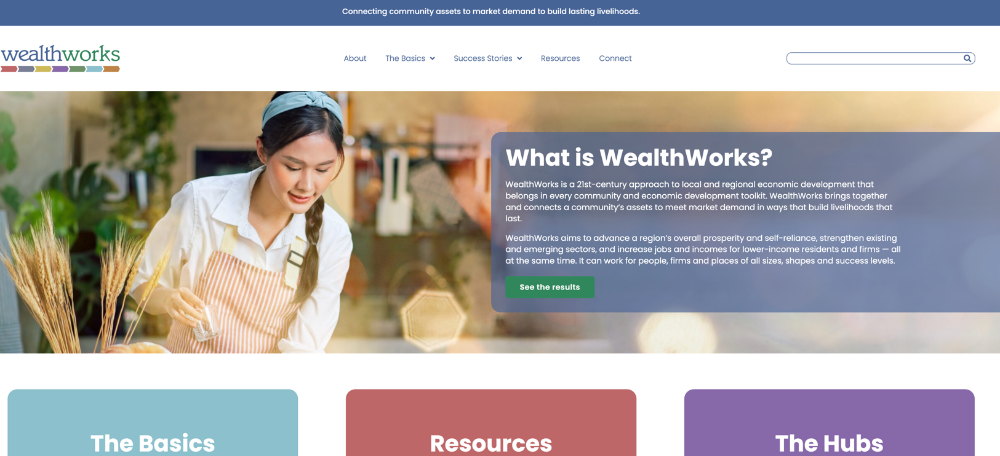 Connecting community assets to market demand to build lasting livelihoods.
wealthworks
About The Basics Success Stories Resources Connect
What is WealthWorks?
WealthWorks is a 21st-century approach to local and regional economic development that
belongs in every community and economic development toolkit. WealthWorks brings together
and connects a community’s assets to meet market demand in ways that build livelihoods that
last.
WealthWorks aims to advance a region’s overall prosperity and self-reliance, strengthen existing
and emerging sectors, and increase jobs and incomes for lower-income residents and firms — all
at the same time. It can work for people, firms and places of all sizes, shapes and success levels.
See the results
The Basics
Resources
The Hubs